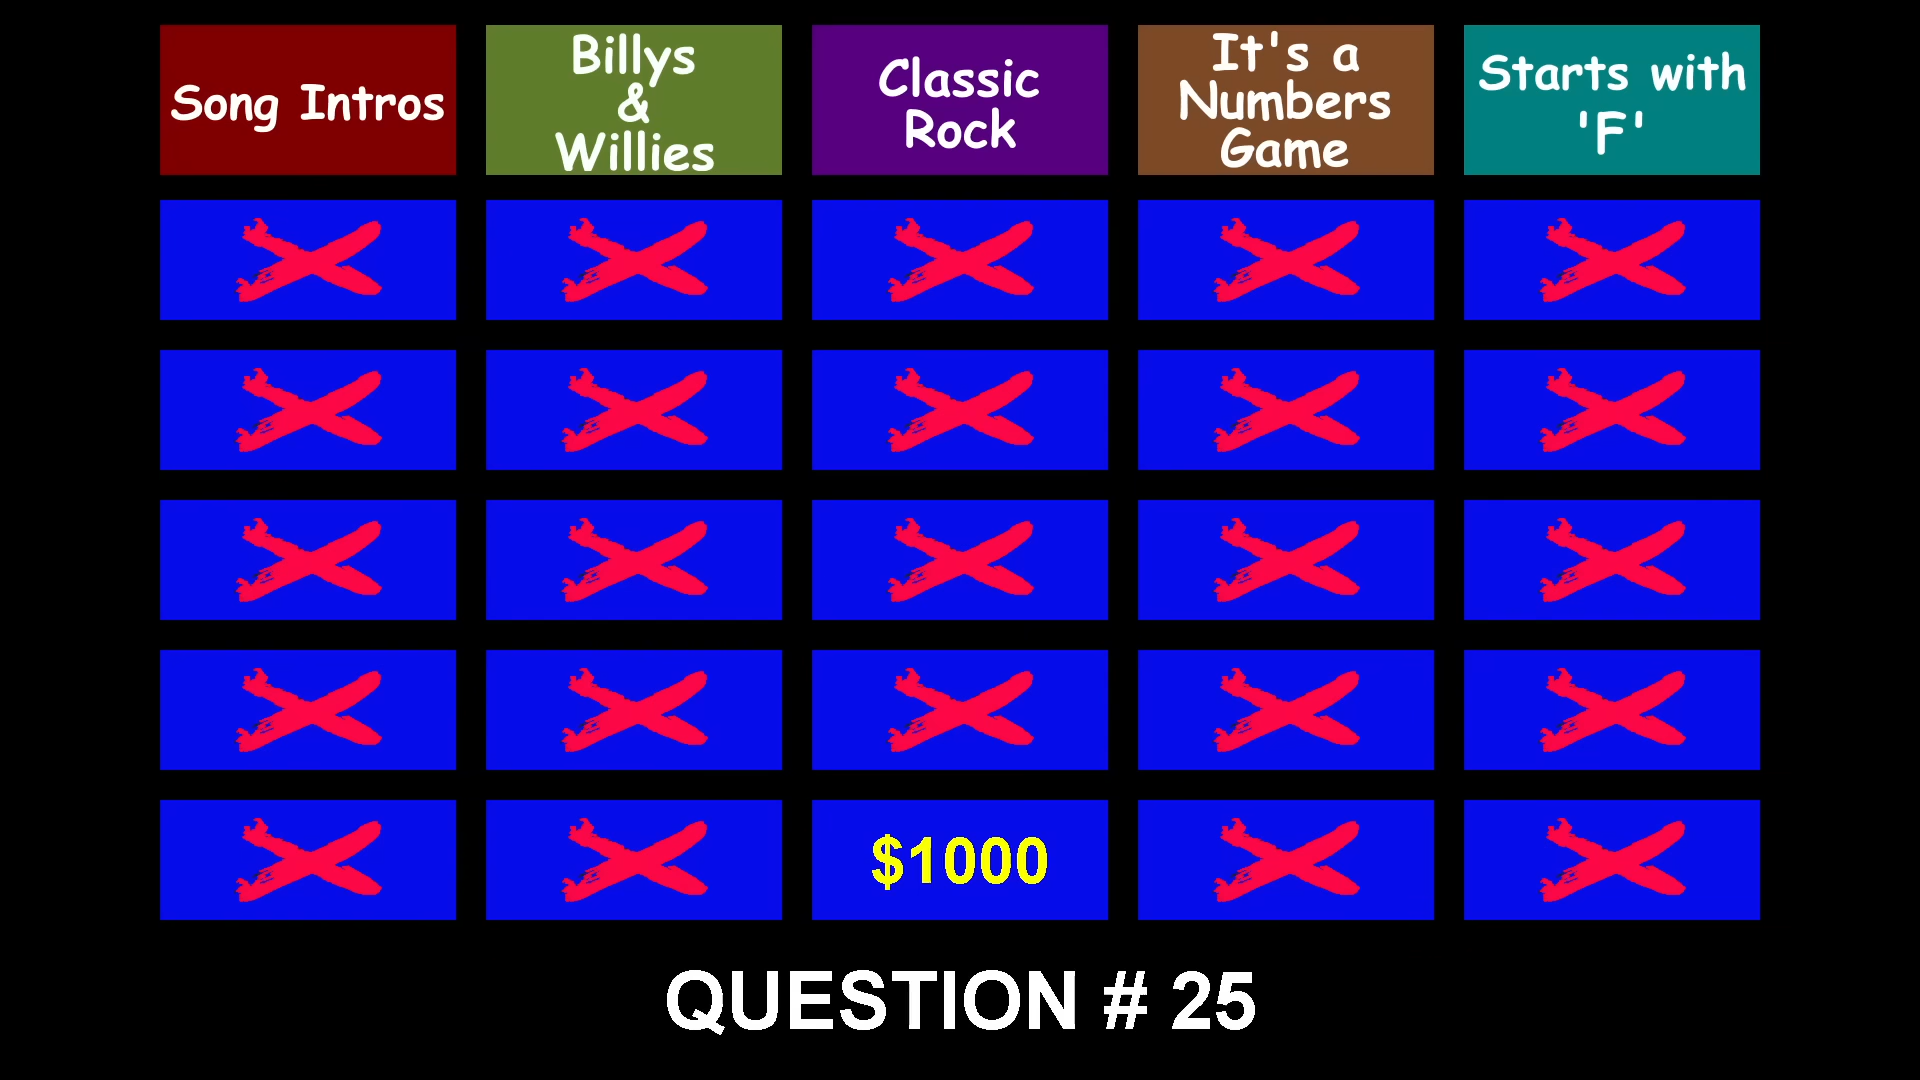 Song Intros
Billys
&
Willies
Classic
Rock
It's a
Numbers
Game
Starts with
'F'
$1000
QUESTION # 25